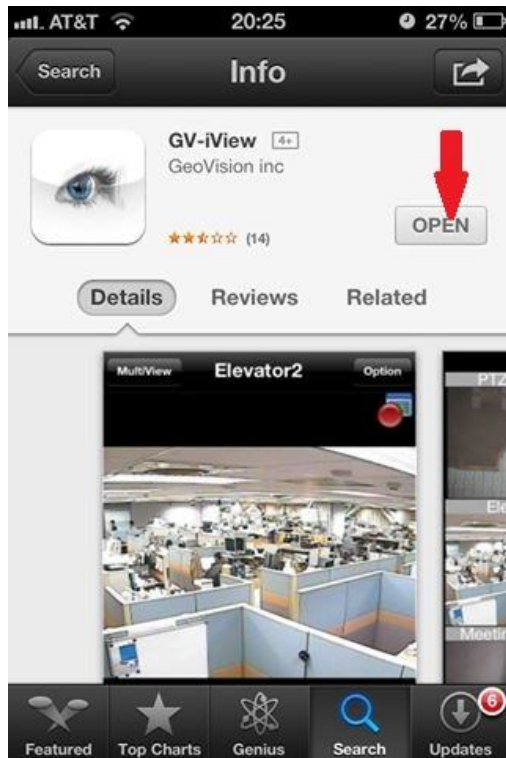 AT&T 20:25 27%
Search Info
GV-iView 4+
GeoVision inc
(14)
OPEN
Details Reviews Related
MultiView Elevator2 Option
PTZ
Ele
Meetin
6
Featured Top Charts Genius Search Updates